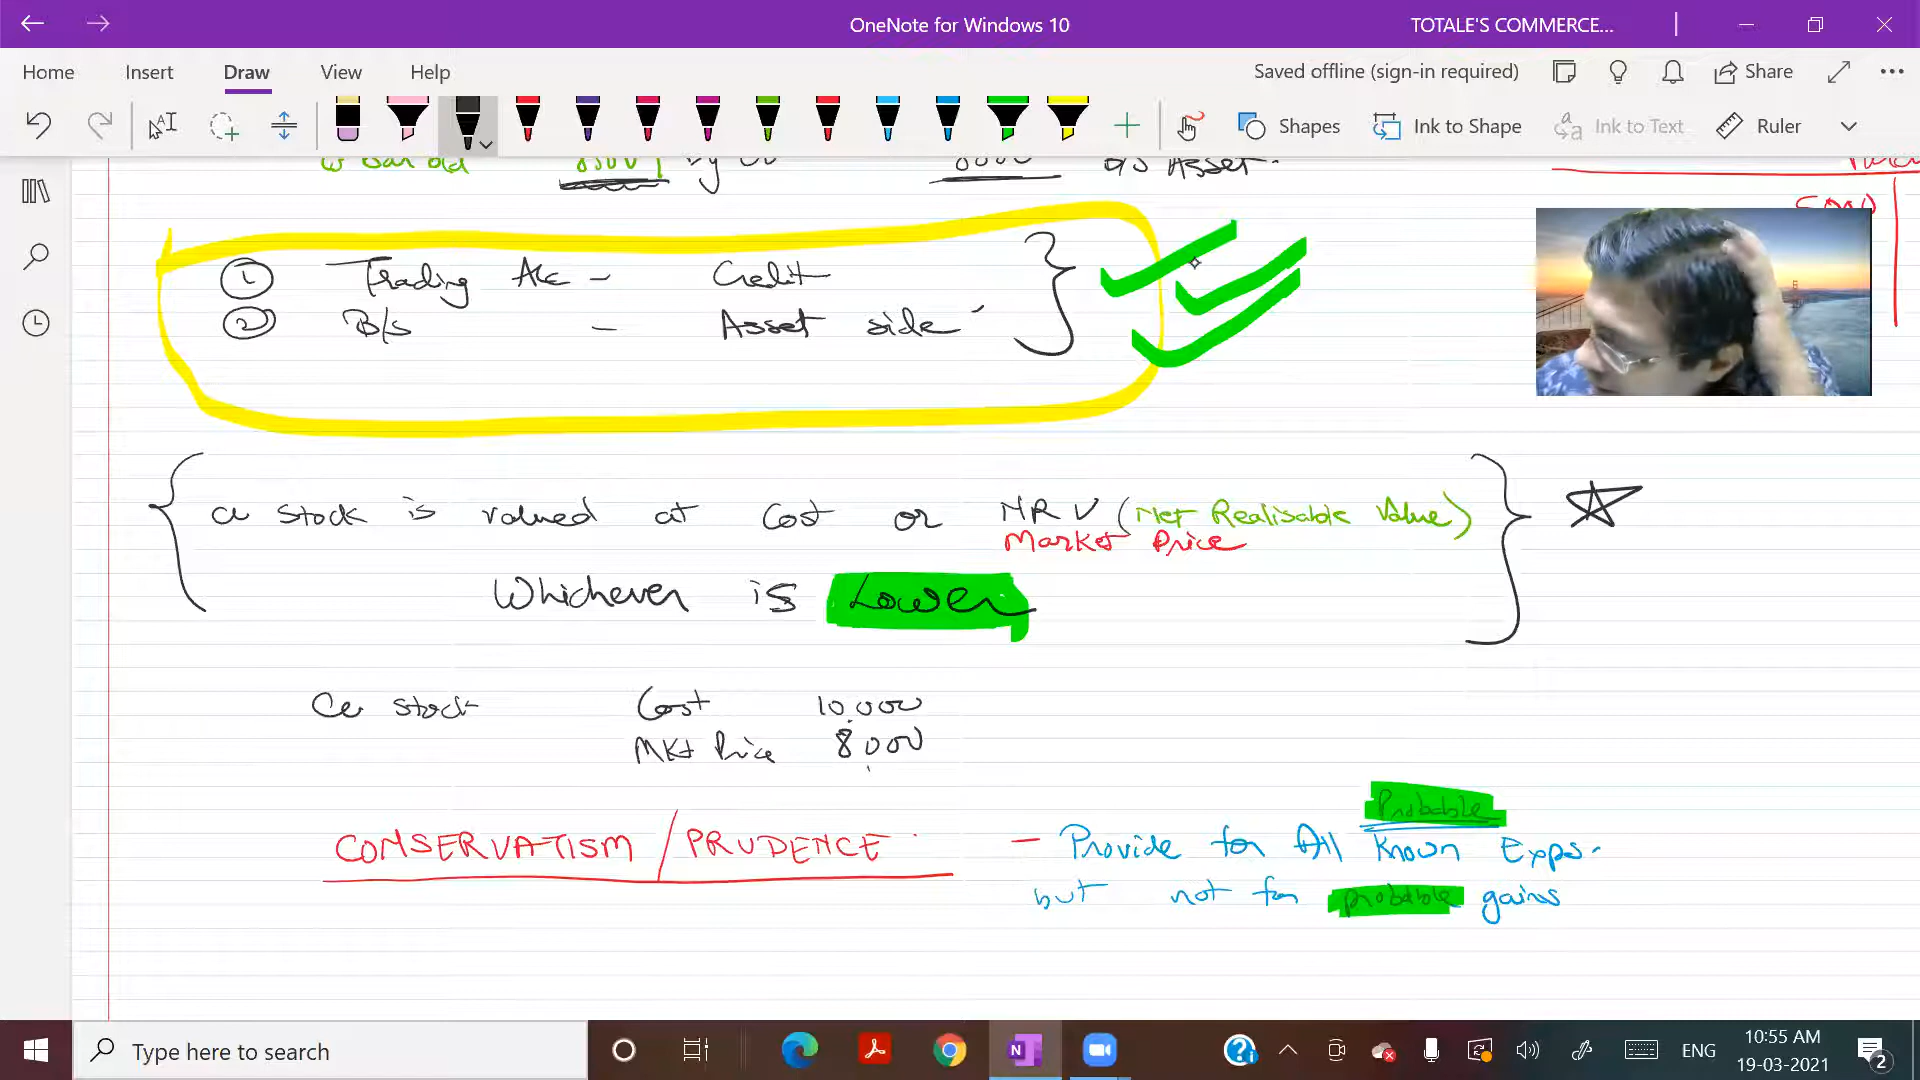 OneNote for Windows 10
TOTALE'S COMMERCE...
Home Insert Draw View Help
Saved offline (sign-in required) Share
Shapes Ink to Shape Ink to Text Ruler
B/S Asset.
5000
1 Trading A/c - Credit
2 B/s - Asset side
Cl stock is valued at Cost or NRV (Net Realisable Value)
Market Price
Whichever is Lower
Cl stock Cost 10,000
Mkt Price 8,000
Probable
CONSERVATISM / PRUDENCE - Provide for All Known Exps.
but not for probable gains
Type here to search
ENG
10:55 AM
19-03-2021
2